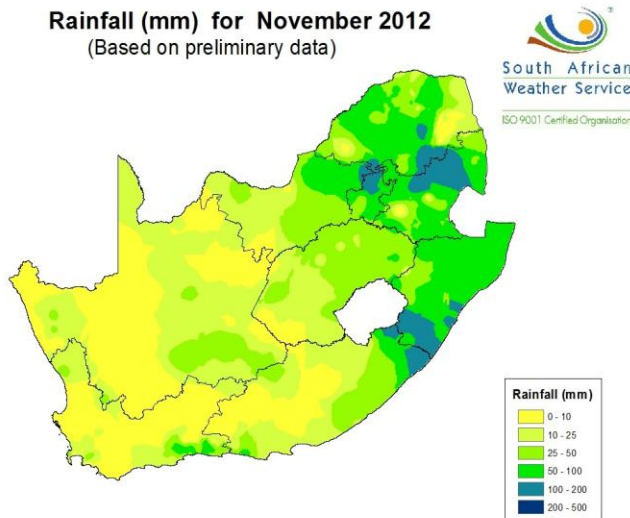 Rainfall (mm) for November 2012
(Based on preliminary data)
South African
Weather Service
ISO 9001 Certified Organisation
Rainfall (mm)
0 - 10
10 - 25
25 - 50
50 - 100
100 - 200
200 - 500